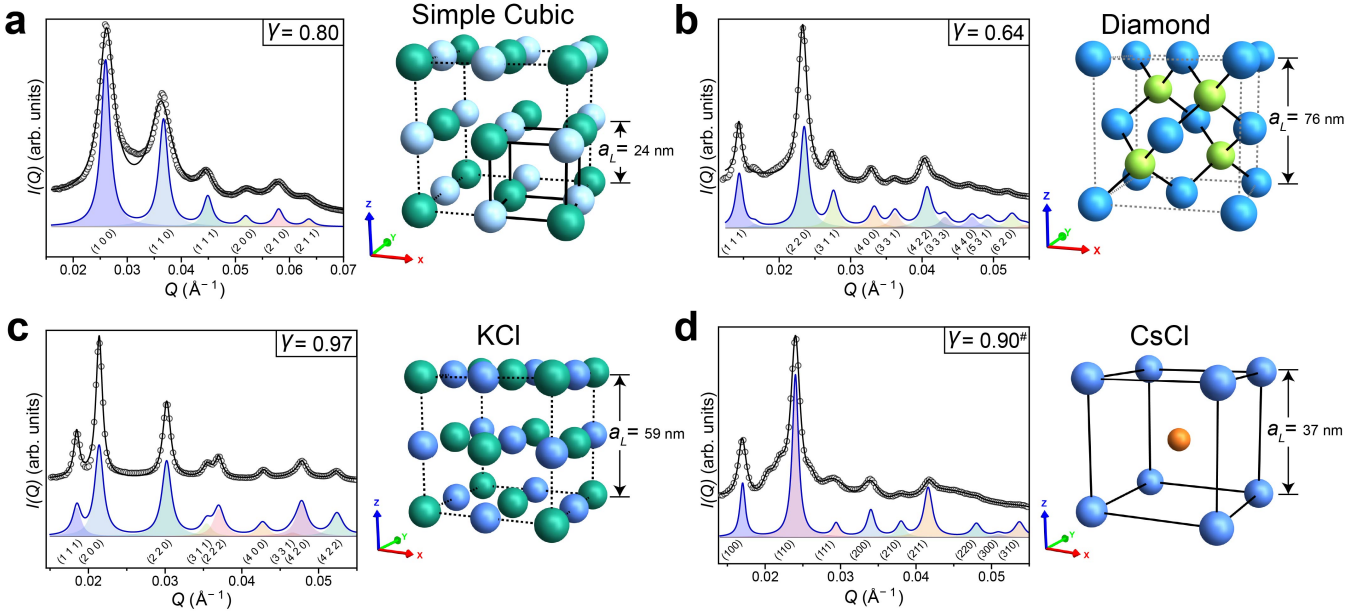 a
Simple Cubic
γ = 0.80
I(Q) (arb. units)
(1 0 0)
(1 1 0)
(1 1 1)
(2 0 0)
(2 1 0)
(2 1 1)
0.02 0.03 0.04 0.05 0.06 0.07
Q (Å⁻¹)
a_L = 24 nm
Z
Y
X
b
Diamond
γ = 0.64
I(Q) (arb. units)
(1 1 1)
(2 2 0)
(3 1 1)
(4 0 0)
(3 3 1)
(4 2 2)
(3 3 3)
(4 4 0)
(5 3 1)
(6 2 0)
0.02 0.03 0.04 0.05
Q (Å⁻¹)
a_L = 76 nm
Z
Y
X
c
KCl
γ = 0.97
I(Q) (arb. units)
(1 1 1)
(2 0 0)
(2 2 0)
(3 1 1)
(2 2 2)
(4 0 0)
(3 3 1)
(4 2 0)
(4 2 2)
0.02 0.03 0.04 0.05
Q (Å⁻¹)
a_L = 59 nm
Z
Y
X
d
CsCl
γ = 0.90#
I(Q) (arb. units)
(100)
(110)
(111)
(200)
(210)
(211)
(220)
(300)
(310)
0.02 0.03 0.04 0.05
Q (Å⁻¹)
a_L = 37 nm
Z
Y
X